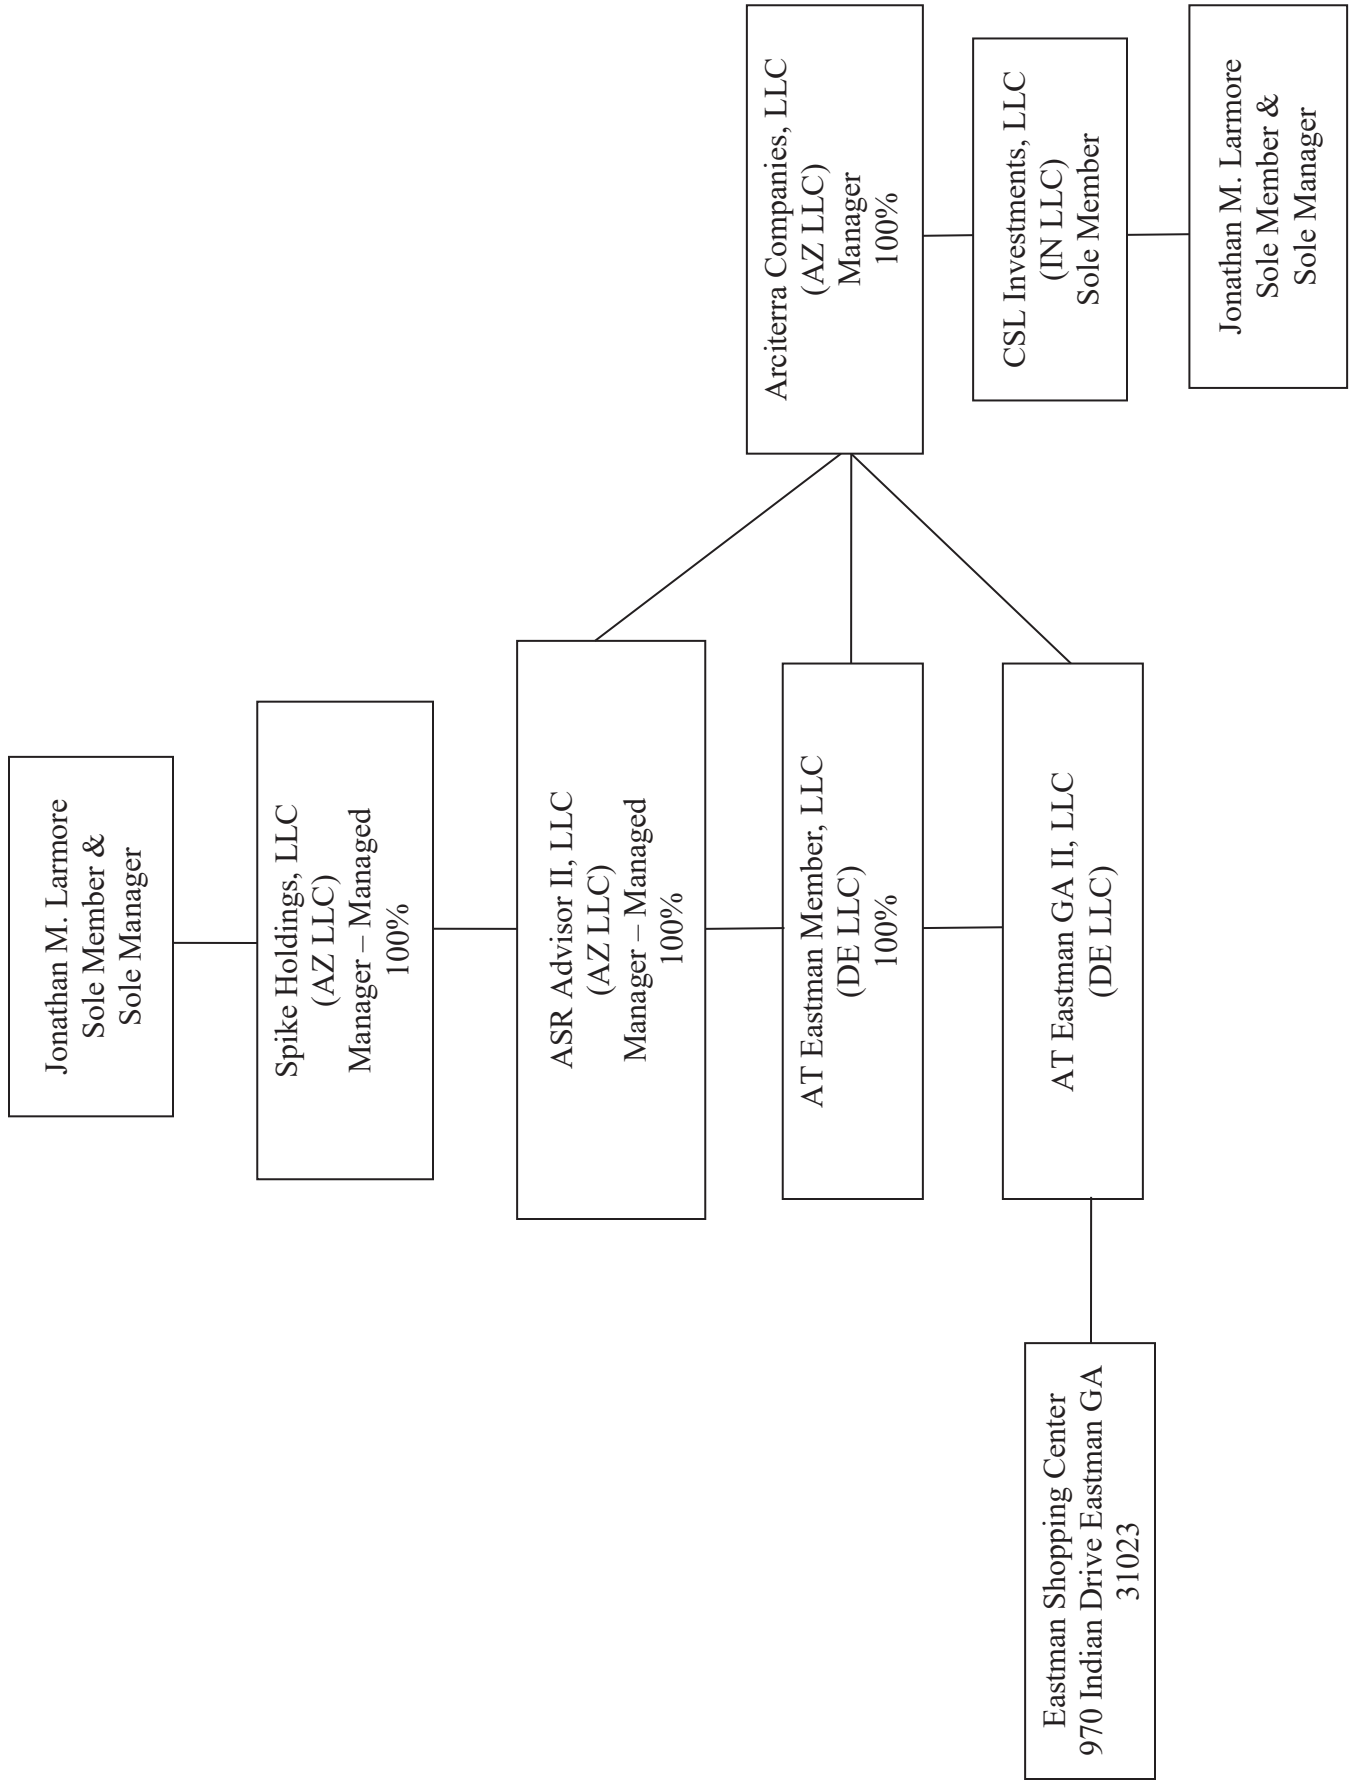 Jonathan M. Larmore
Sole Member &
Sole Manager
Spike Holdings, LLC
(AZ LLC)
Manager – Managed
100%
ASR Advisor II, LLC
(AZ LLC)
Manager – Managed
100%
AT Eastman Member, LLC
(DE LLC)
100%
AT Eastman GA II, LLC
(DE LLC)
Eastman Shopping Center
970 Indian Drive Eastman GA
31023
Arciterra Companies, LLC
(AZ LLC)
Manager
100%
CSL Investments, LLC
(IN LLC)
Sole Member
Jonathan M. Larmore
Sole Member &
Sole Manager